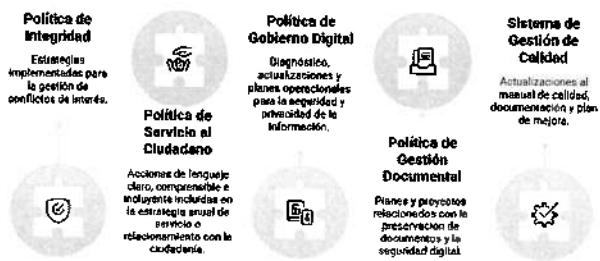 Política de
Integridad
Estrategias
implementadas para
la gestión de
conflictos de interés.
Política de
Servicio al
Ciudadano
Acciones de lenguaje
claro, comprensible e
incluyente incluidas en
la estrategia anual de
servicio o
relacionamiento con la
ciudadanía.
Política de
Gobierno Digital
Diagnóstico,
actualizaciones y
planes operacionales
para la seguridad y
privacidad de la
información.
Política de
Gestión
Documental
Planes y proyectos
relacionados con la
preservación de
documentos y la
seguridad digital.
Sistema de
Gestión de
Calidad
Actualizaciones al
manual de calidad,
documentación y plan
de mejora.